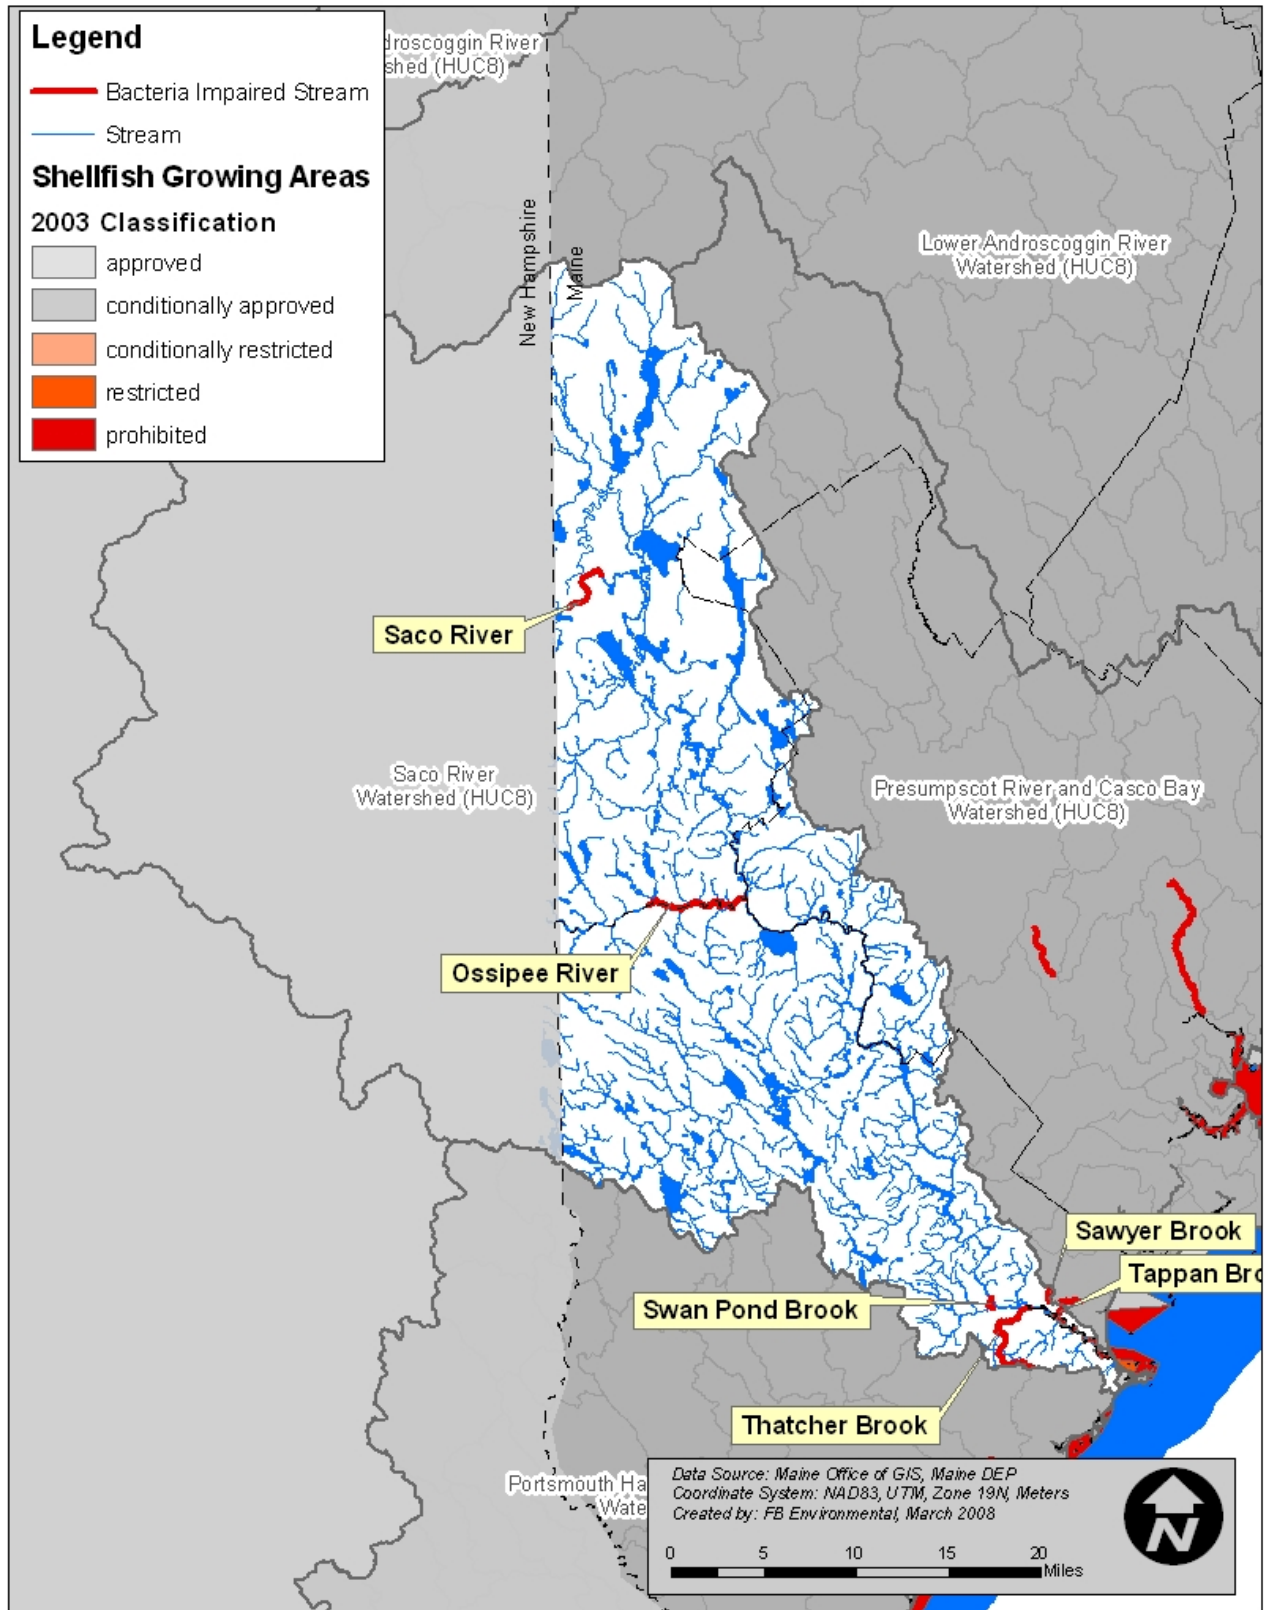 Legend
Bacteria Impaired Stream
Stream
Shellfish Growing Areas
2003 Classification
approved
conditionally approved
conditionally restricted
restricted
prohibited
droscoggin River
shed (HUC8)
New Hampshire
Maine
Lower Androscoggin River
Watershed (HUC8)
Saco River
Saco River
Watershed (HUC8)
Presumpscot River and Casco Bay
Watershed (HUC8)
Ossipee River
Sawyer Brook
Tappan Bro
Swan Pond Brook
Thatcher Brook
Portsmouth Ha
Wate
Data Source: Maine Office of GIS, Maine DEP
Coordinate System: NAD83, UTM, Zone 19N, Meters
Created by: FB Environmental, March 2008
N
0 5 10 15 20
Miles